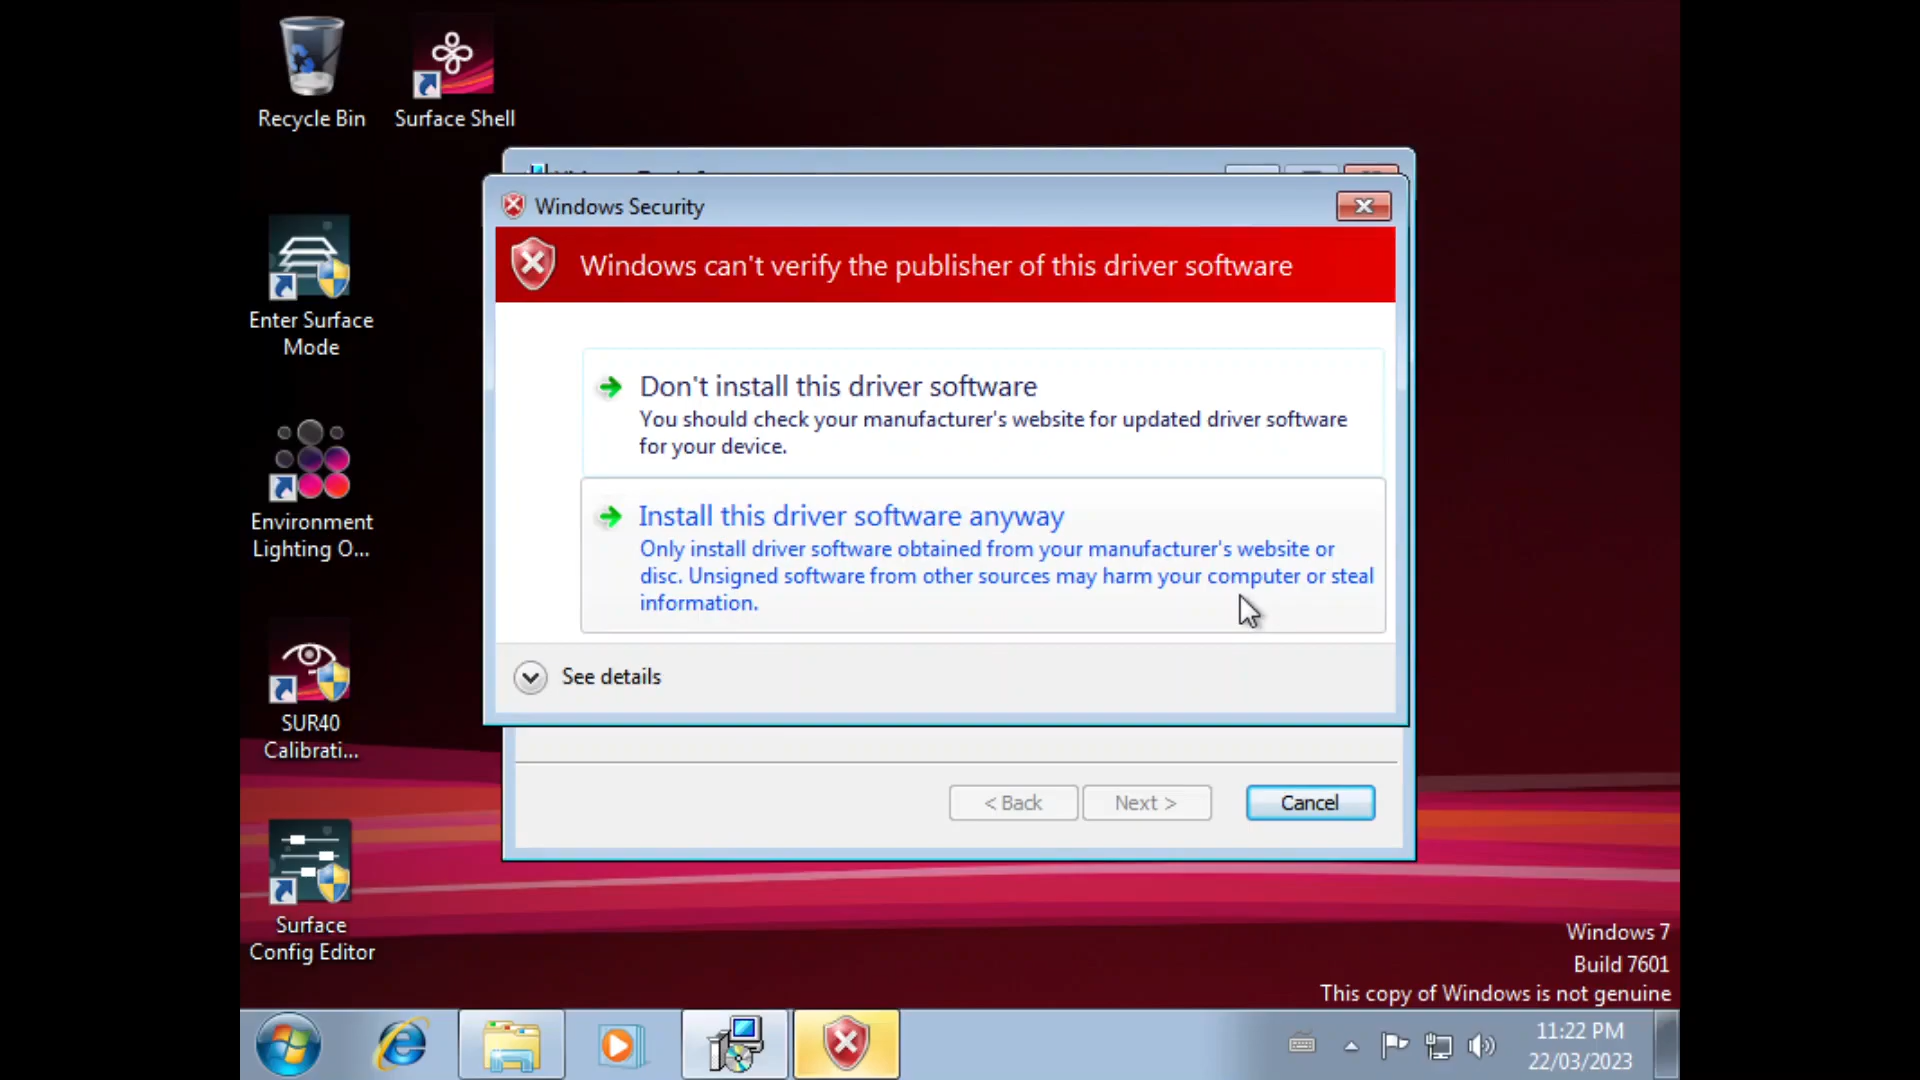 Recycle Bin
Surface Shell
Enter Surface
Mode
Environment
Lighting O...
SUR40
Calibrati...
Surface
Config Editor
Windows Security
Windows can't verify the publisher of this driver software
Don't install this driver software
You should check your manufacturer's website for updated driver software
for your device.
Install this driver software anyway
Only install driver software obtained from your manufacturer's website or
disc. Unsigned software from other sources may harm your computer or steal
information.
See details
< Back
Next >
Cancel
Windows 7
Build 7601
This copy of Windows is not genuine
11:22 PM
22/03/2023